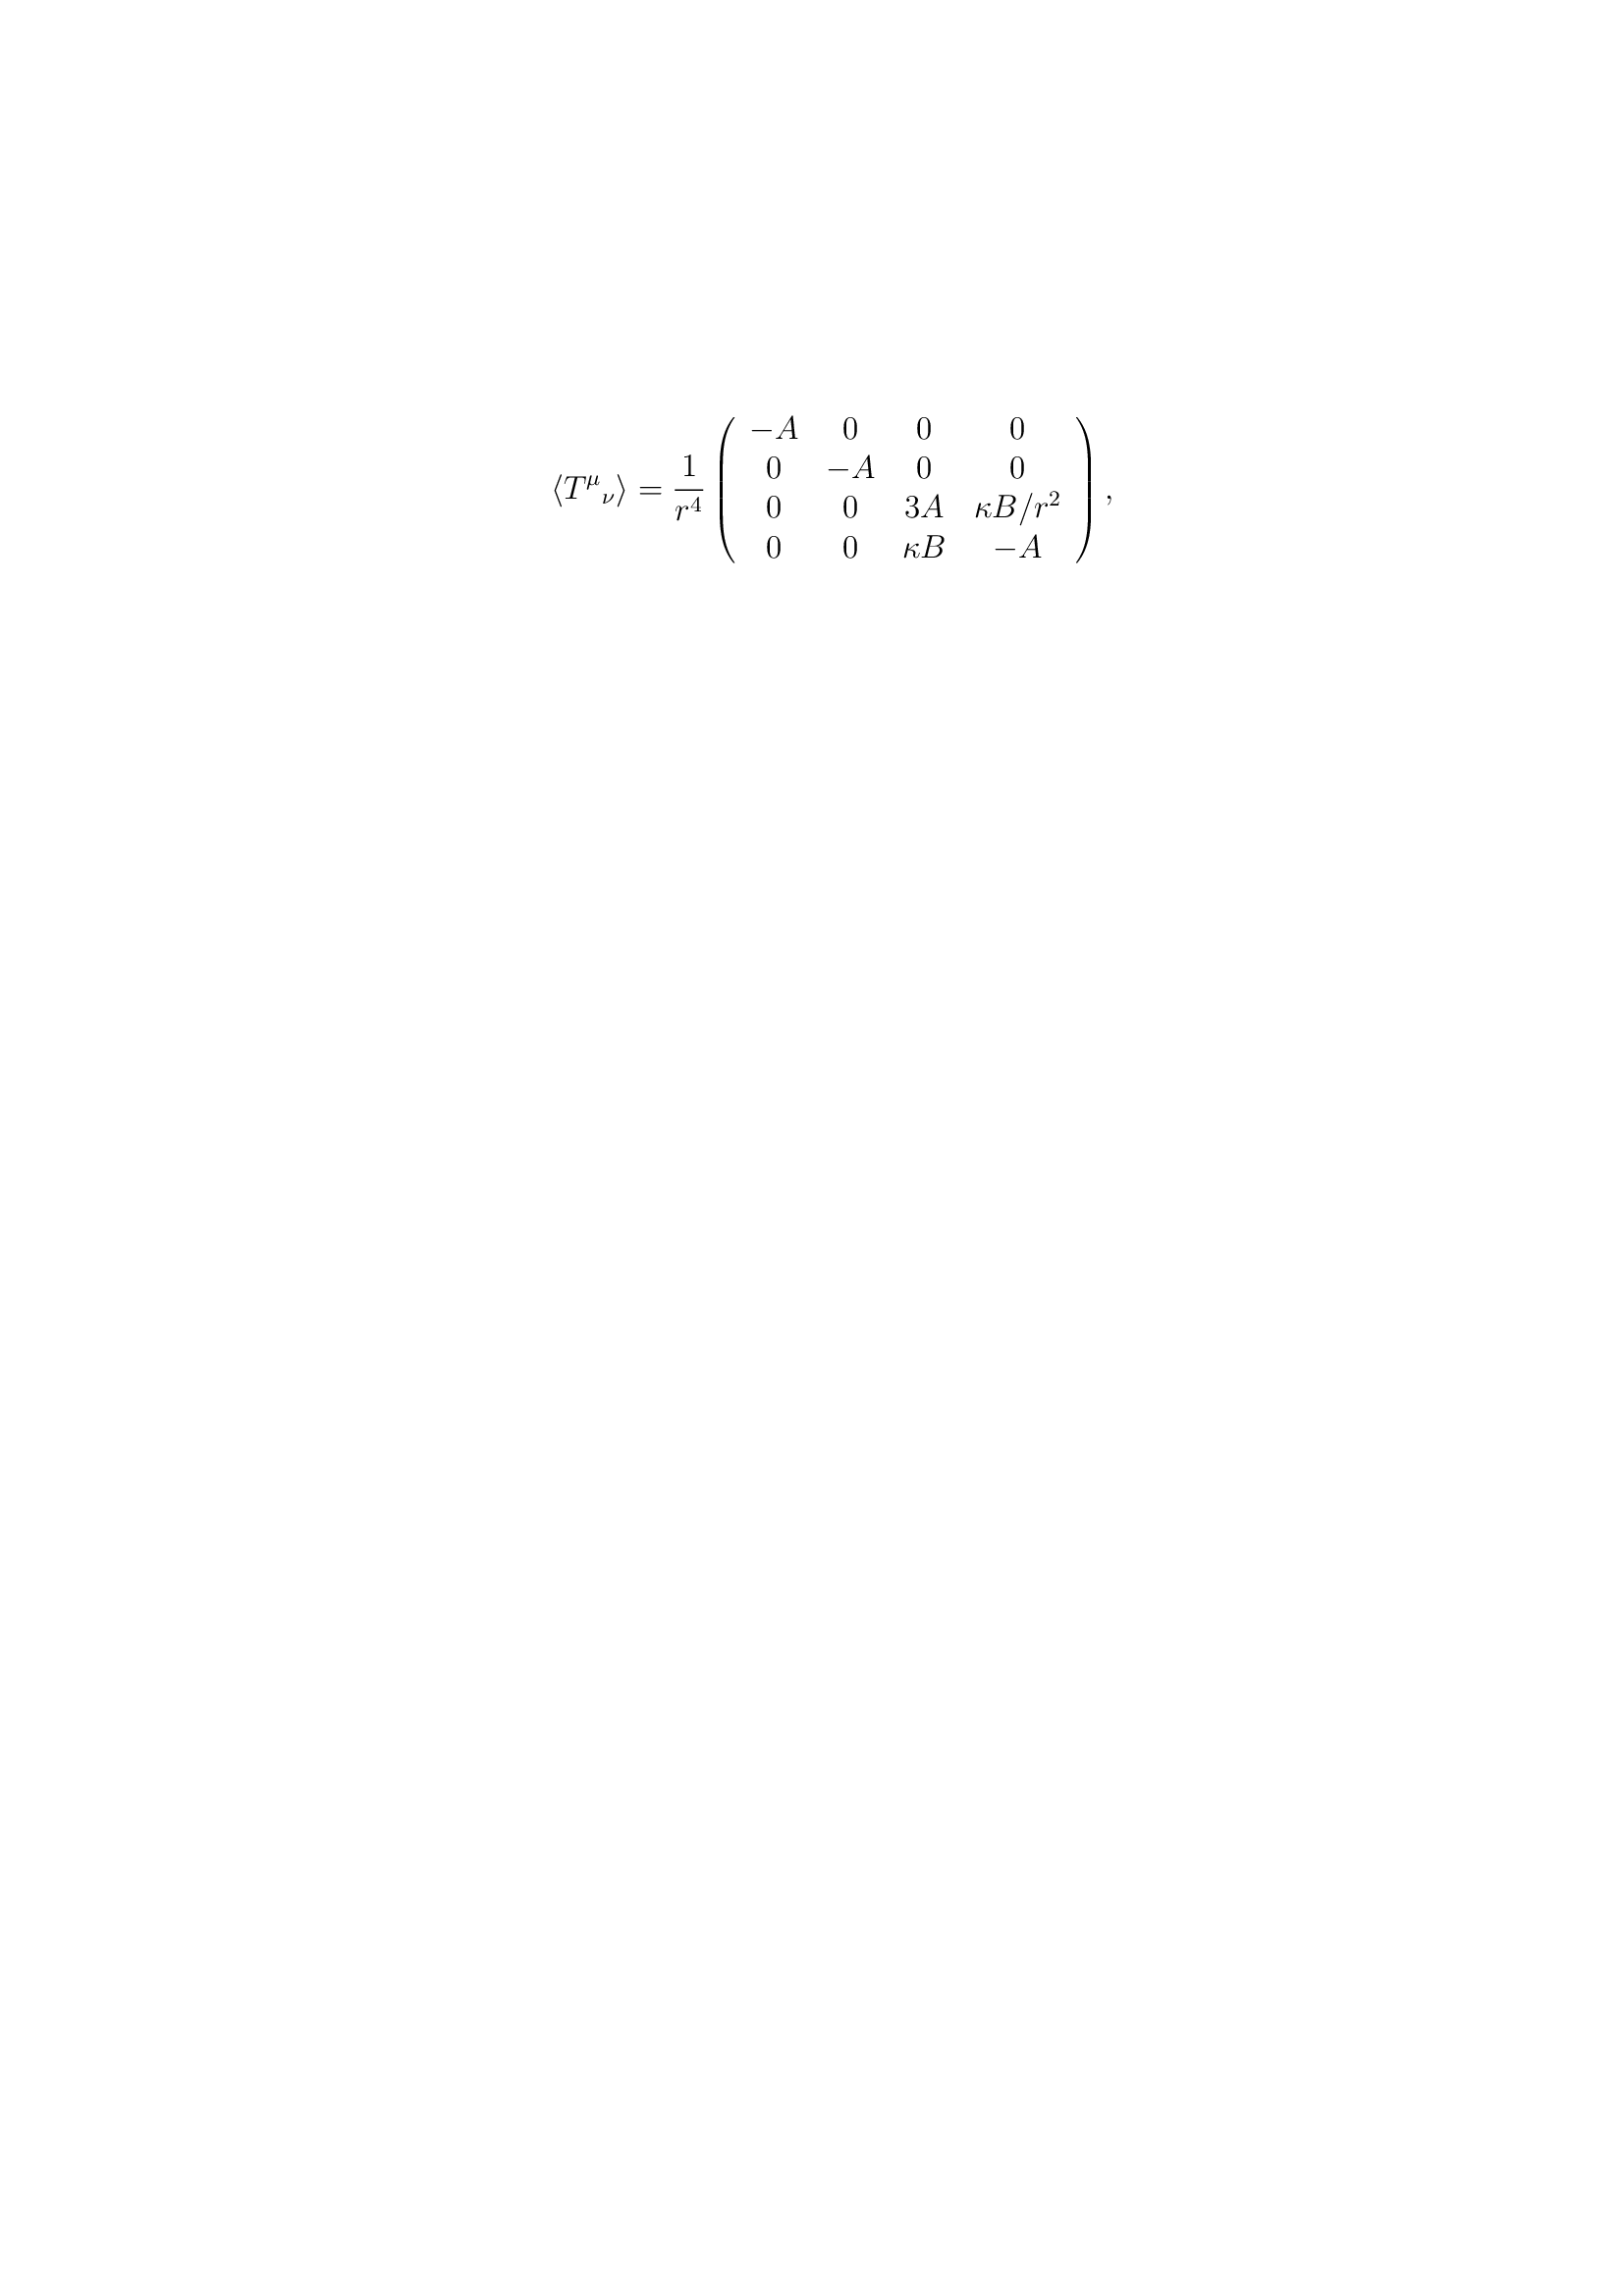 \langle T^{\mu}{}_{\nu} \rangle = \frac{1}{r^4} \left( \begin{array}{cccc} -A & 0 & 0 & 0 \\ 0 & -A & 0 & 0 \\ 0 & 0 & 3A & \kappa B/r^2 \\ 0 & 0 & \kappa B & -A \end{array} \right),